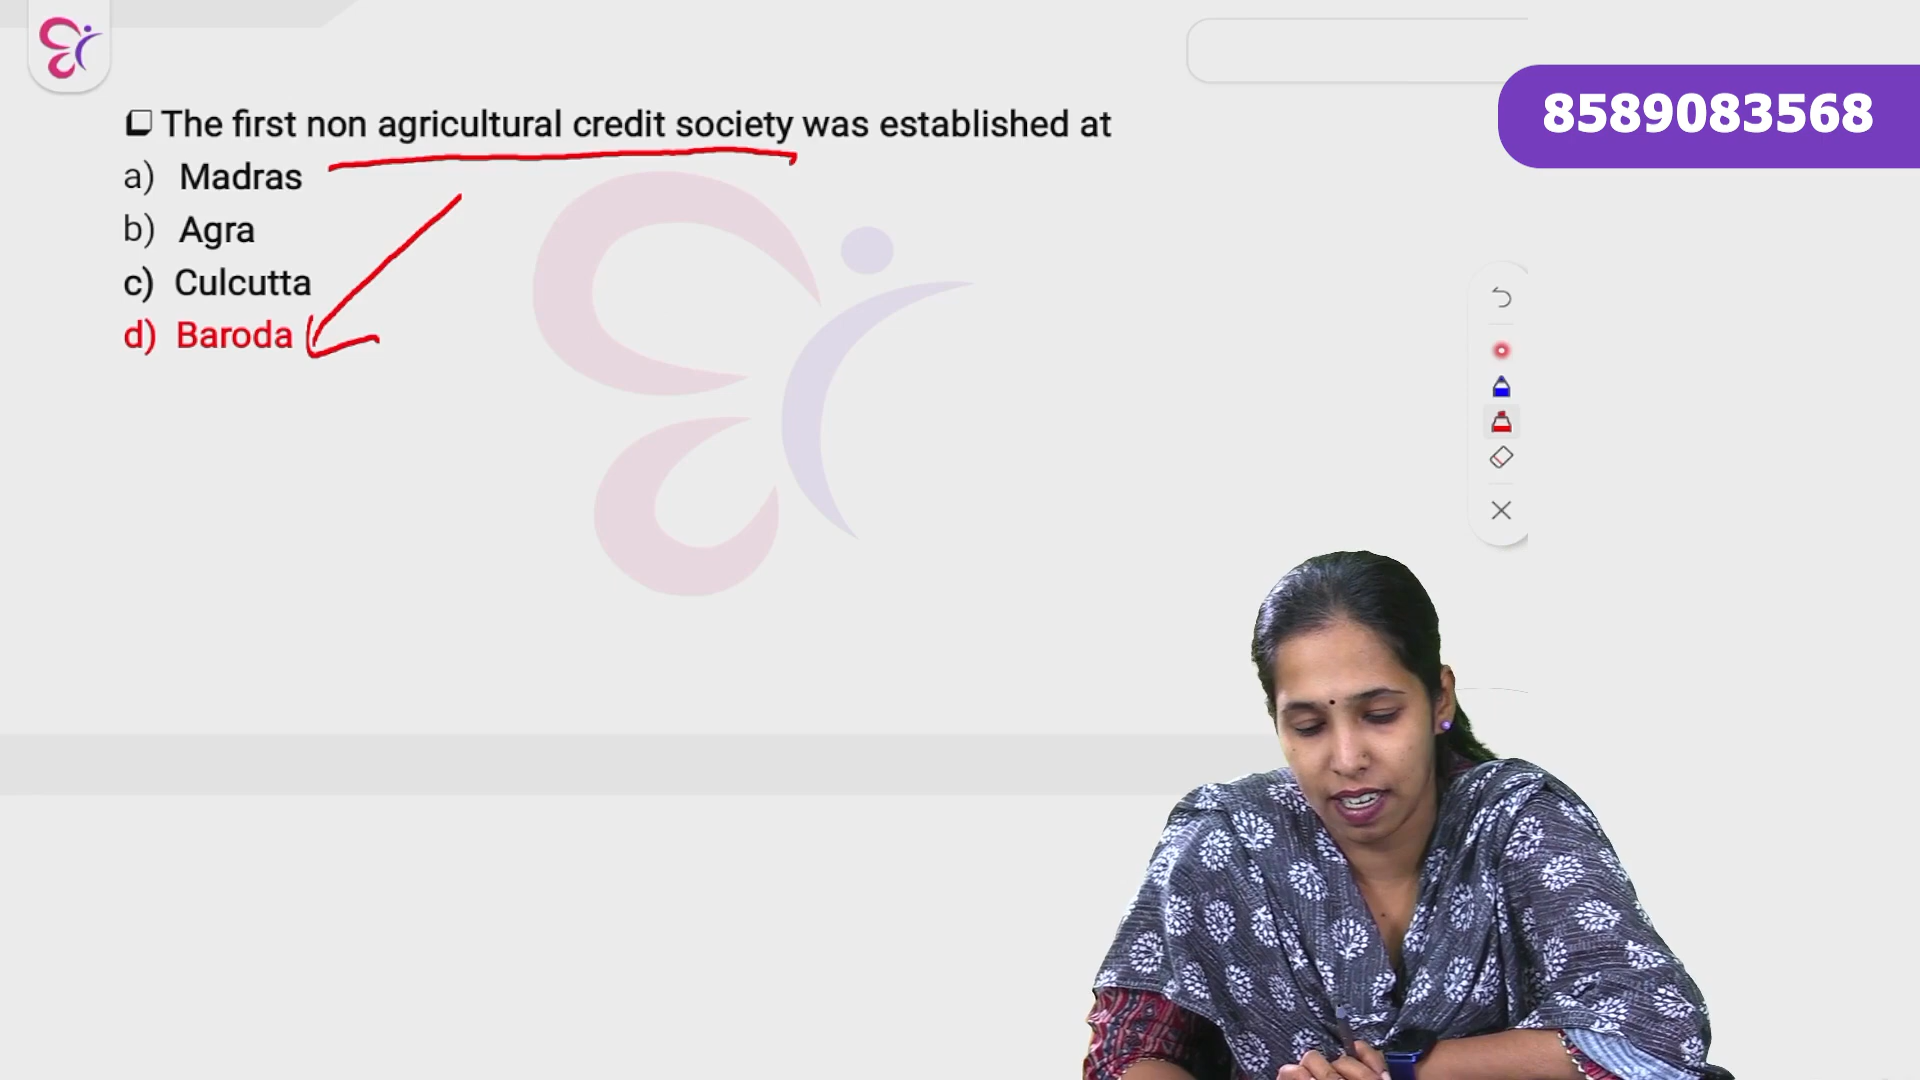 8589083568
❑ The first non agricultural credit society was established at
a) Madras
b) Agra
c) Culcutta
d) Baroda